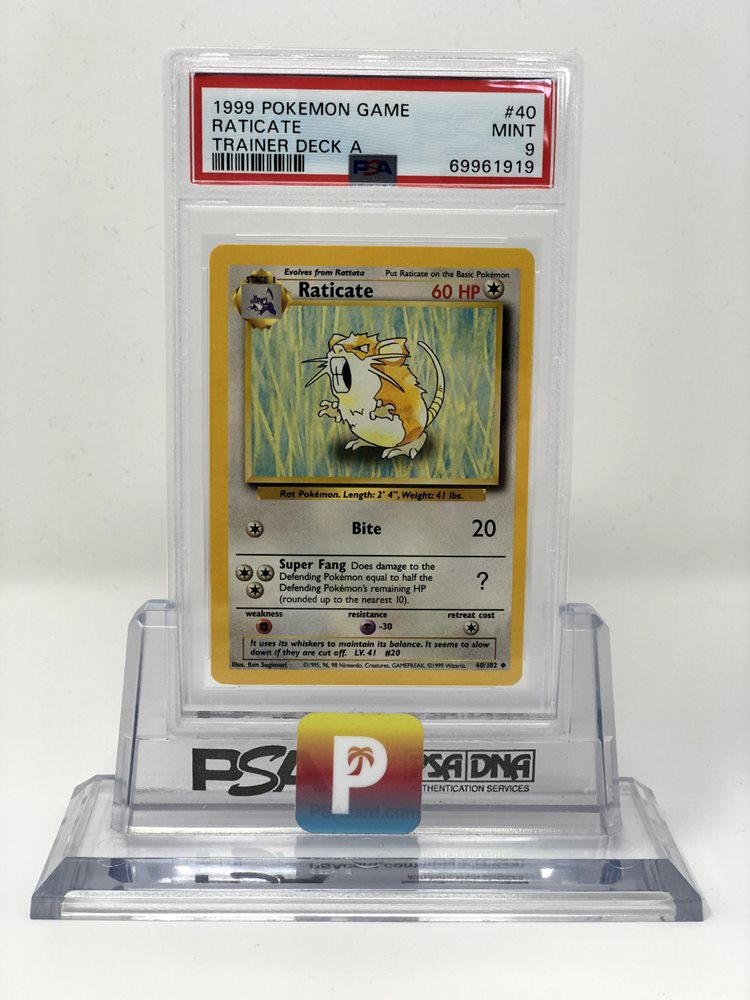 1999 POKEMON GAME #40
RATICATE MINT
TRAINER DECK A 9
PSA 69961919
STAGE 1 Evolves from Rattata Put Raticate on the Basic Pokémon
Raticate 60 HP
Rat Pokémon. Length: 2' 4", Weight: 41 lbs.
Bite 20
Super Fang Does damage to the
Defending Pokémon equal to half the
Defending Pokémon's remaining HP
(rounded up to the nearest 10). ?
weakness resistance retreat cost
-30
It uses its whiskers to maintain its balance. It seems to slow
down if they are cut off. LV. 41 #20
Illus. Ken Sugimori ©1995, 96, 98 Nintendo, Creatures, GAMEFREAK. ©1999 Wizards. 40/102
PSA PSA DNA
THENTICATION SERVICES
P
PSAcard.com